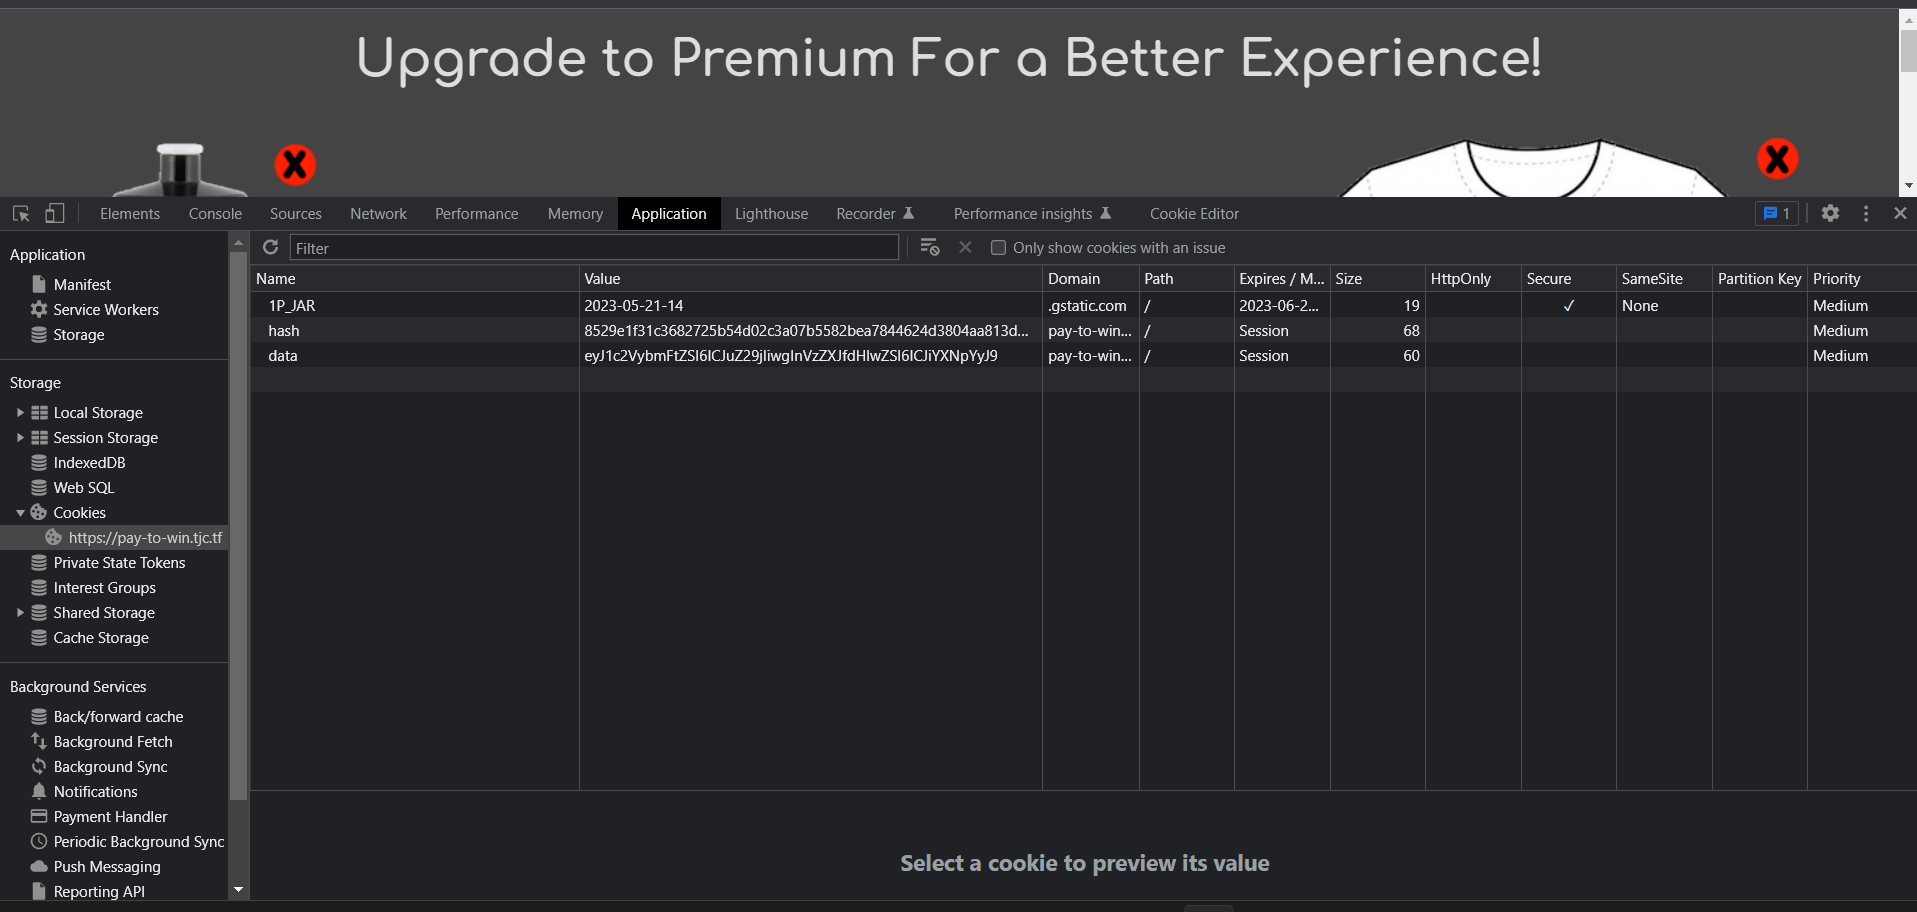 Upgrade to Premium For a Better Experience!
X
X
Elements Console Sources Network Performance Memory Application Lighthouse Recorder Performance insights Cookie Editor 1
Application
Manifest
Service Workers
Storage
Storage
Local Storage
Session Storage
IndexedDB
Web SQL
Cookies
https://pay-to-win.tjc.tf
Private State Tokens
Interest Groups
Shared Storage
Cache Storage
Background Services
Back/forward cache
Background Fetch
Background Sync
Notifications
Payment Handler
Periodic Background Sync
Push Messaging
Reporting API
Filter Only show cookies with an issue
Name Value Domain Path Expires / M... Size HttpOnly Secure SameSite Partition Key Priority
1P_JAR 2023-05-21-14 .gstatic.com / 2023-06-2... 19 ✓ None Medium
hash 8529e1f31c3682725b54d02c3a07b5582bea7844624d3804aa813d... pay-to-win... / Session 68 Medium
data eyJ1c2VybmFtZSI6ICJuZ29jIiwgInVzZXJfdHlwZSI6ICJiYXNpYyJ9 pay-to-win... / Session 60 Medium
Select a cookie to preview its value